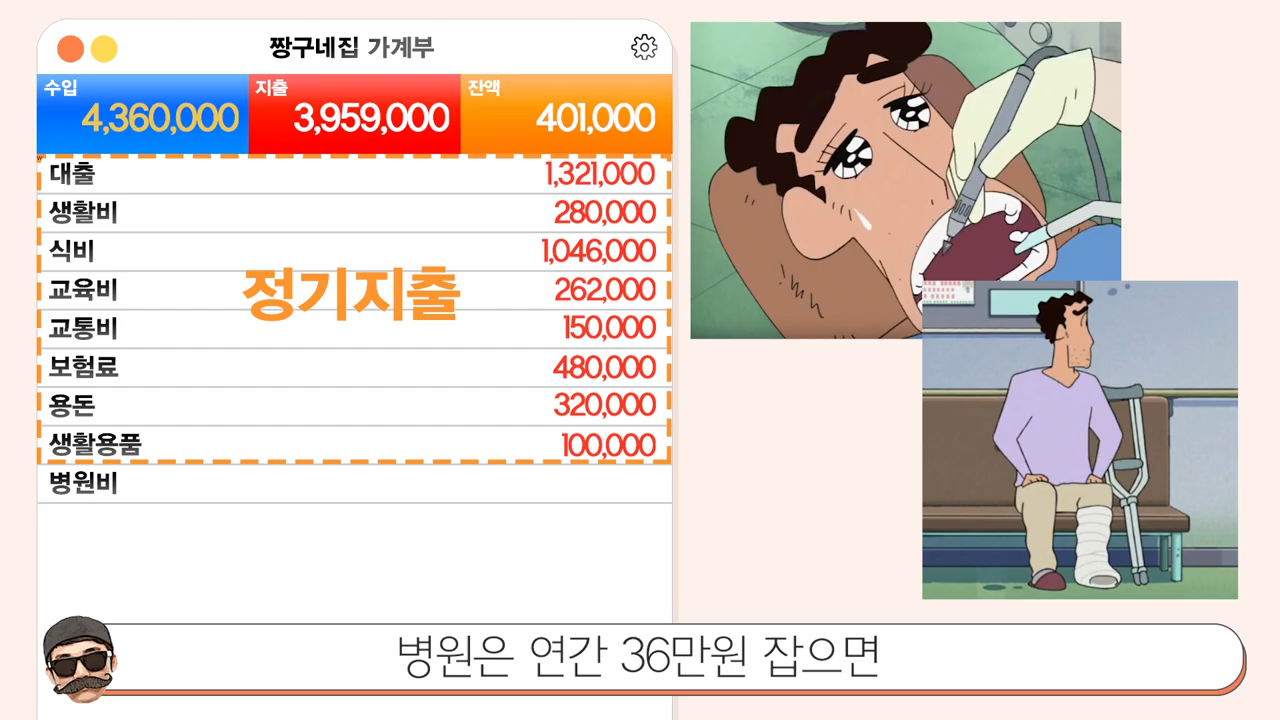 짱구네집 가계부
수입
4,360,000
지출
3,959,000
잔액
401,000
대출 1,321,000
생활비 280,000
식비 1,046,000
정기지출
교육비 262,000
교통비 150,000
보험료 480,000
용돈 320,000
생활용품 100,000
병원비
병원은 연간 36만원 잡으면